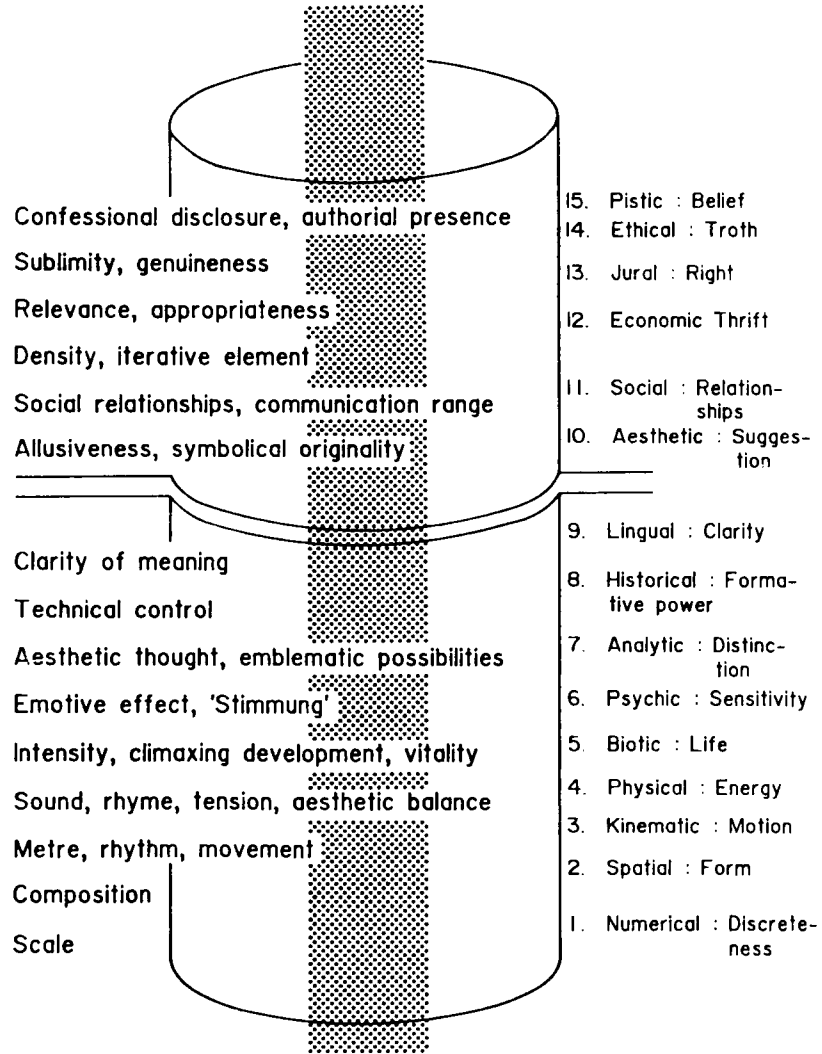 Confessional disclosure, authorial presence
Sublimity, genuineness
Relevance, appropriateness
Density, iterative element
Social relationships, communication range
Allusiveness, symbolical originality
Clarity of meaning
Technical control
Aesthetic thought, emblematic possibilities
Emotive effect, 'Stimmung'
Intensity, climaxing development, vitality
Sound, rhyme, tension, aesthetic balance
Metre, rhythm, movement
Composition
Scale
15. Pistic : Belief
14. Ethical : Troth
13. Jural : Right
12. Economic Thrift
11. Social : Relation-
ships
10. Aesthetic : Sugges-
tion
9. Lingual : Clarity
8. Historical : Forma-
tive power
7. Analytic : Distinc-
tion
6. Psychic : Sensitivity
5. Biotic : Life
4. Physical : Energy
3. Kinematic : Motion
2. Spatial : Form
1. Numerical : Discrete-
ness